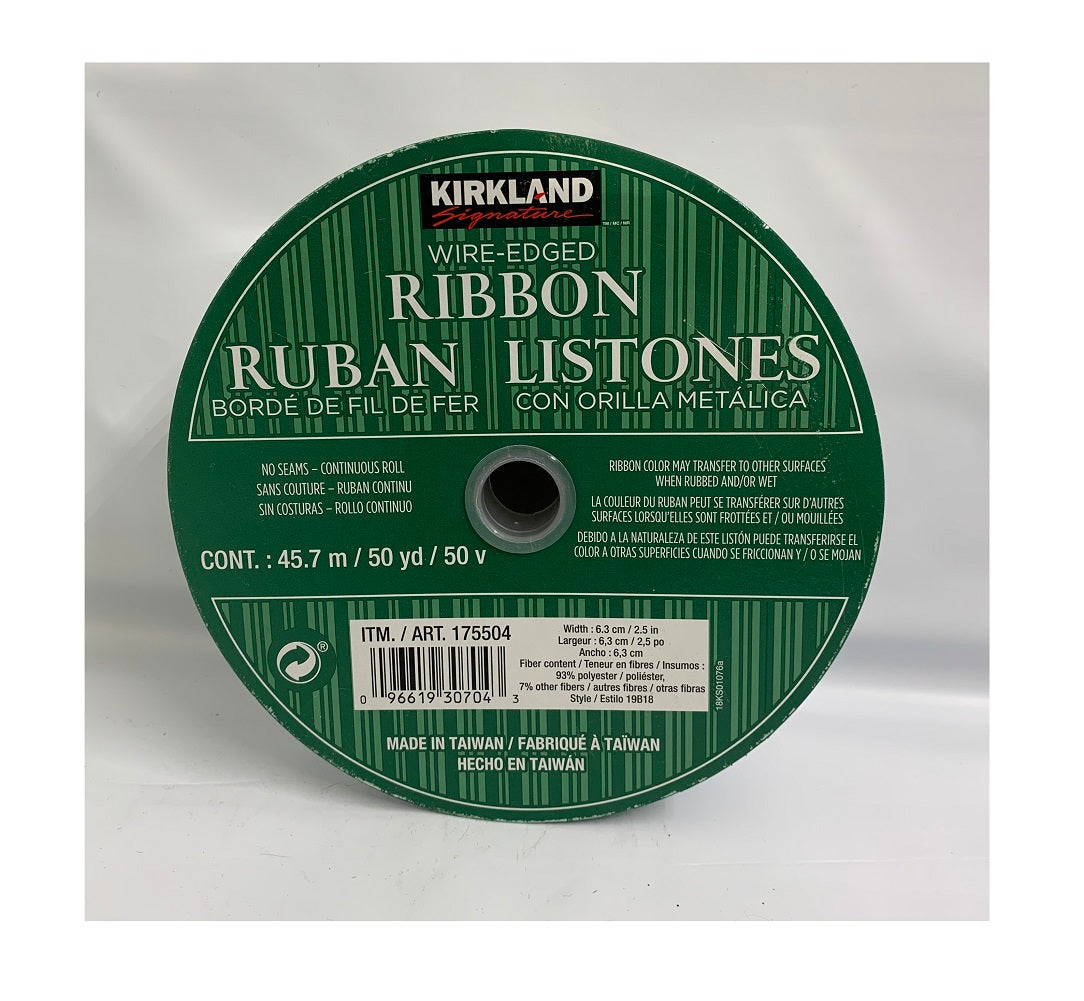 KIRKLAND
Signature
TM / MC / MR
WIRE-EDGED
RIBBON
RUBAN
BORDÉ DE FIL DE FER
LISTONES
CON ORILLA METÁLICA
NO SEAMS – CONTINUOUS ROLL
SANS COUTURE – RUBAN CONTINU
SIN COSTURAS – ROLLO CONTINUO
CONT. : 45.7 m / 50 yd / 50 v
RIBBON COLOR MAY TRANSFER TO OTHER SURFACES
WHEN RUBBED AND/OR WET
LA COULEUR DU RUBAN PEUT SE TRANSFÉRER SUR D'AUTRES
SURFACES LORSQU'ELLES SONT FROTTÉES ET / OU MOUILLÉES
DEBIDO A LA NATURALEZA DE ESTE LISTÓN PUEDE TRANSFERIRSE EL
COLOR A OTRAS SUPERFICIES CUANDO SE FRICCIONAN Y / O SE MOJAN
®
ITM. / ART. 175504
0 96619 30704 3
Width : 6.3 cm / 2.5 in
Largeur : 6,3 cm / 2,5 po
Ancho : 6,3 cm
Fiber content / Teneur en fibres / Insumos :
93% polyester / poliéster,
7% other fibers / autres fibres / otras fibras
Style / Estilo 19B18
18KS01076a
MADE IN TAIWAN / FABRIQUÉ À TAÏWAN
HECHO EN TAIWÁN